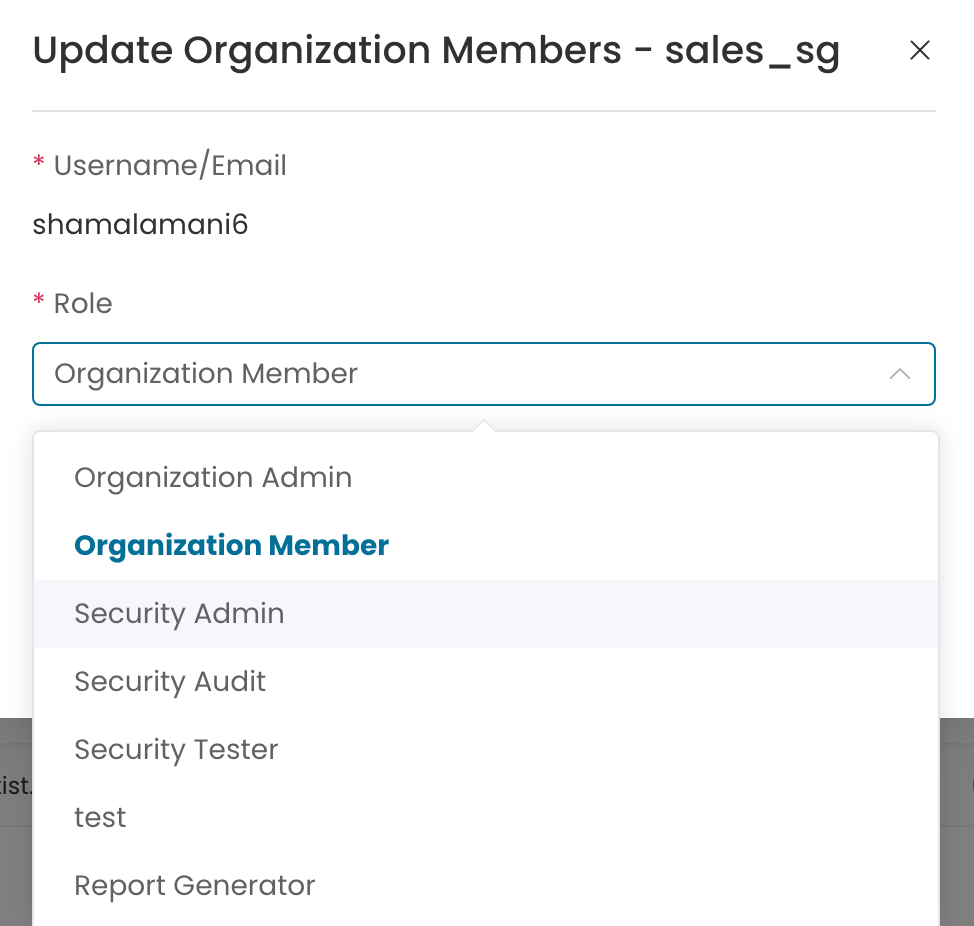 Update Organization Members - sales_sg
* Username/Email
shamalamani6
* Role
Organization Member
Organization Admin
Organization Member
Security Admin
Security Audit
Security Tester
test
Report Generator